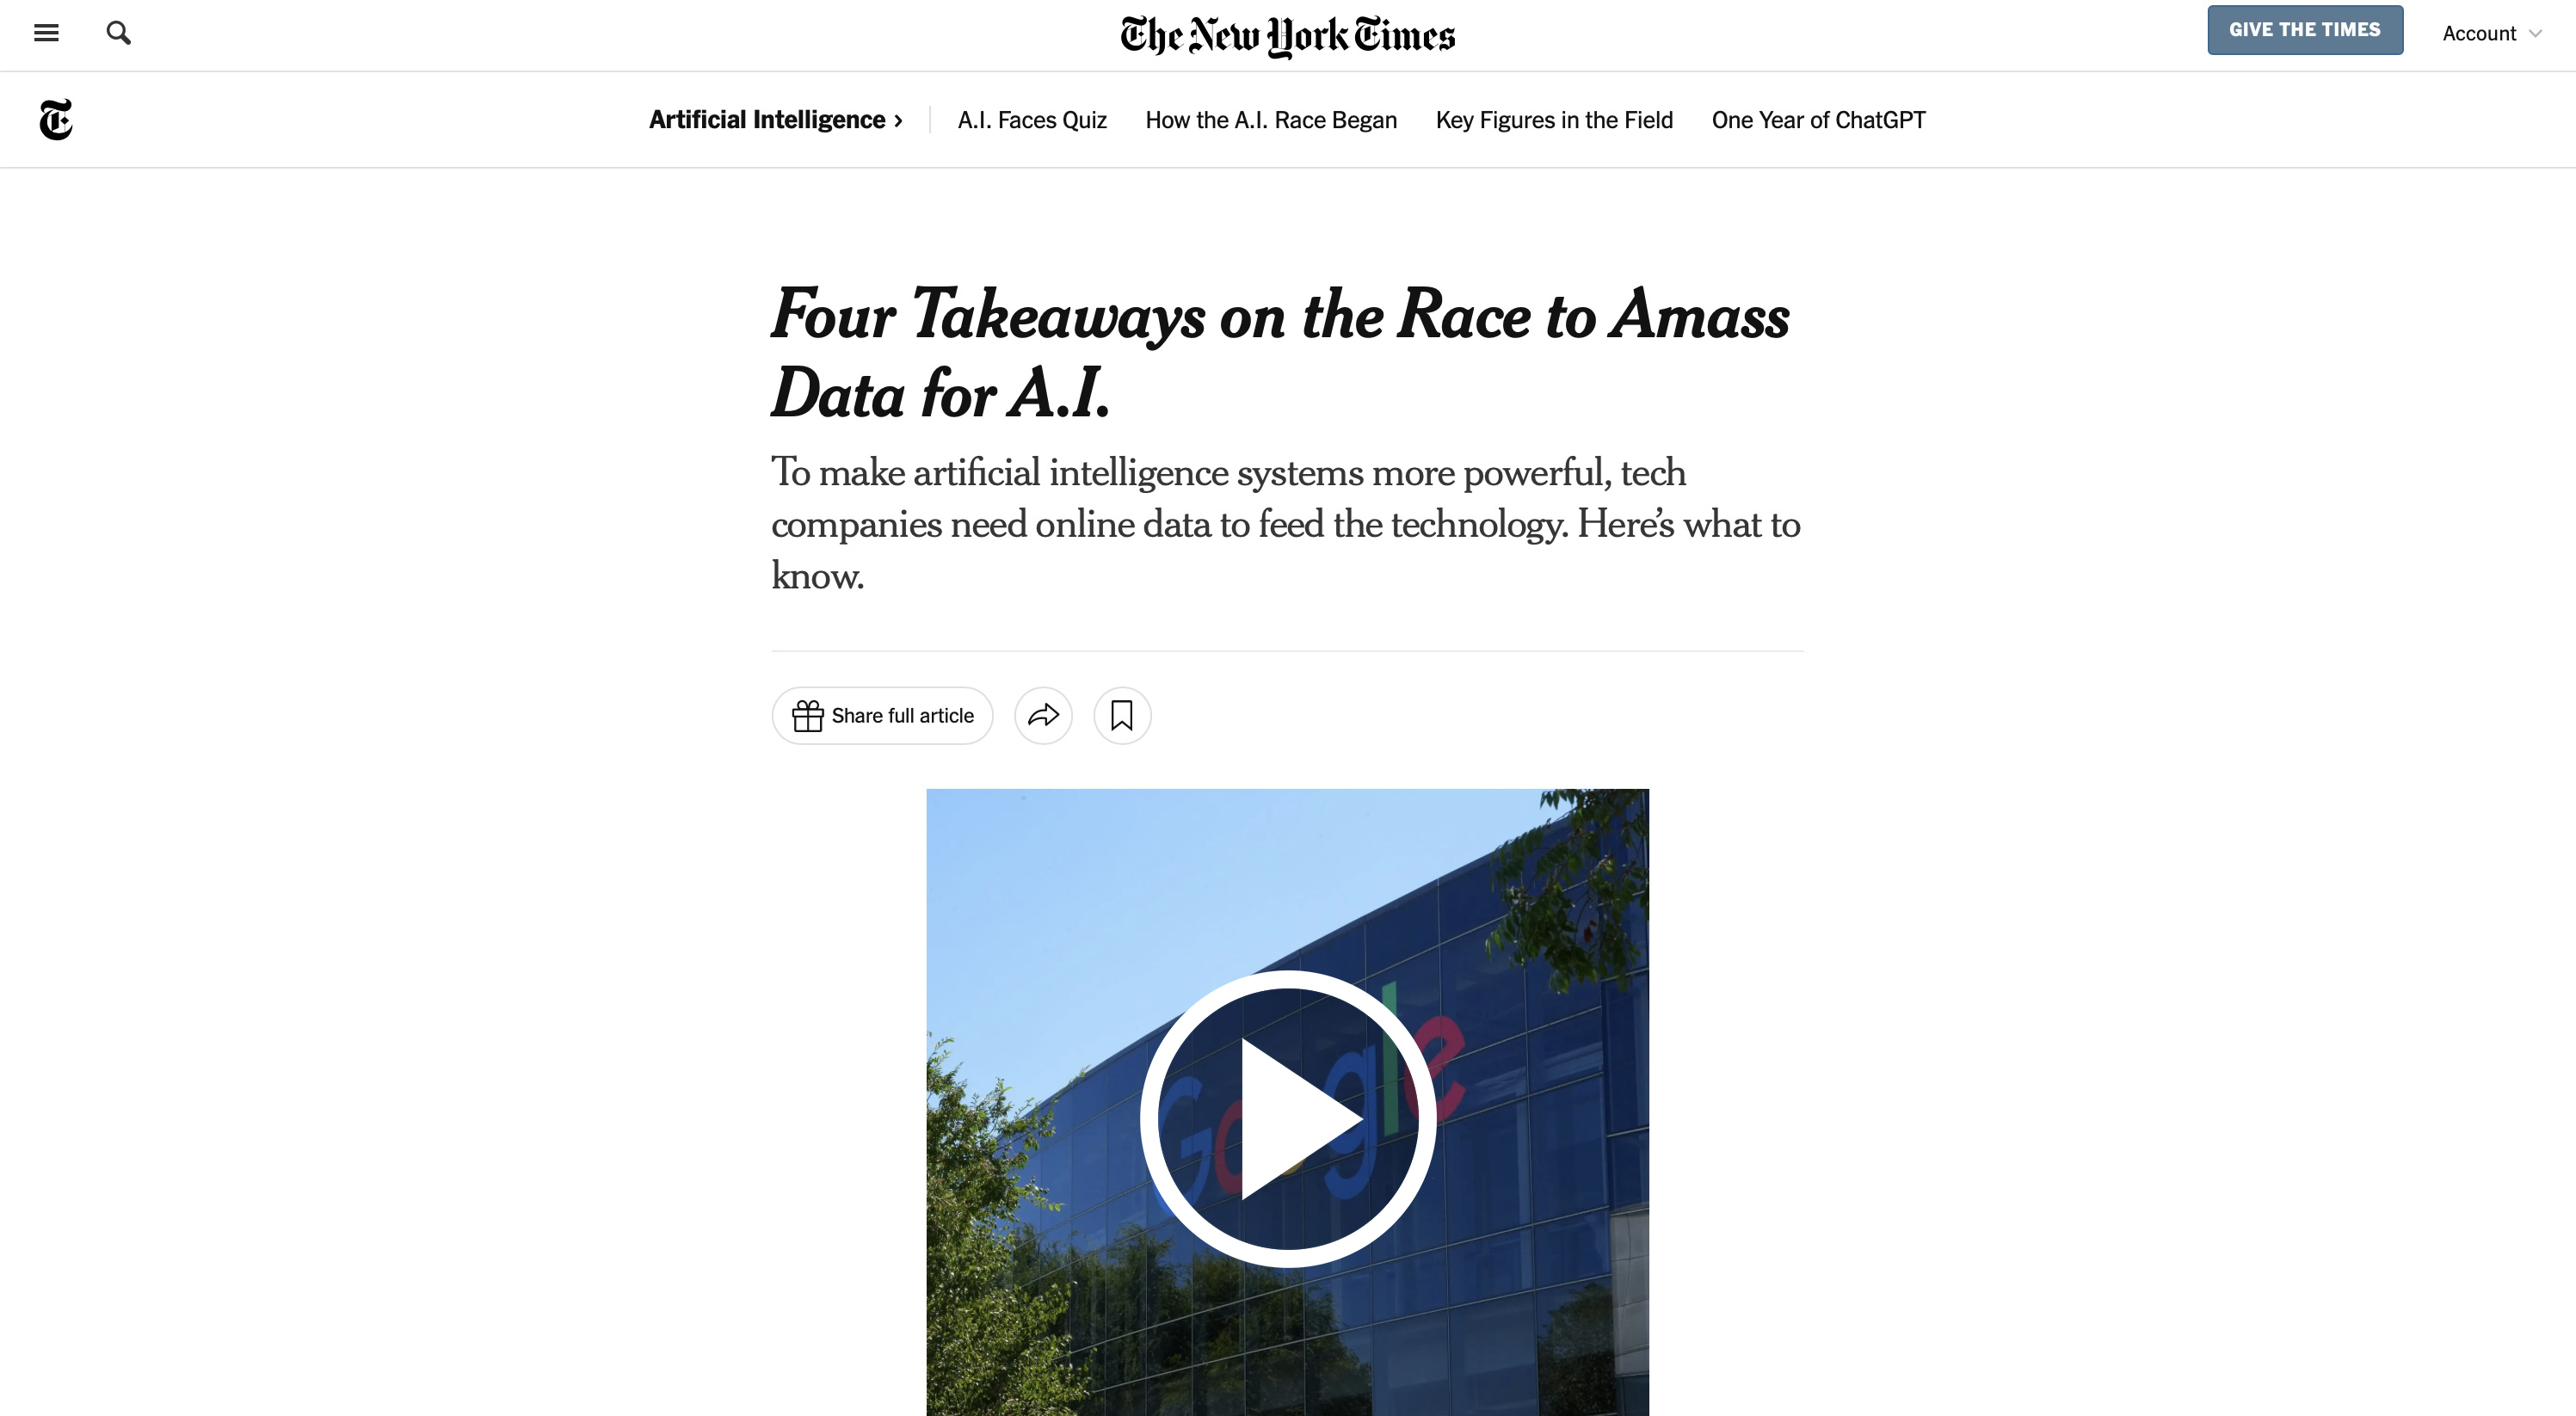 The New York Times
GIVE THE TIMES
Account
T
Artificial Intelligence ›
A.I. Faces Quiz
How the A.I. Race Began
Key Figures in the Field
One Year of ChatGPT
Four Takeaways on the Race to Amass
Data for A.I.
To make artificial intelligence systems more powerful, tech
companies need online data to feed the technology. Here’s what to
know.
Share full article
Google